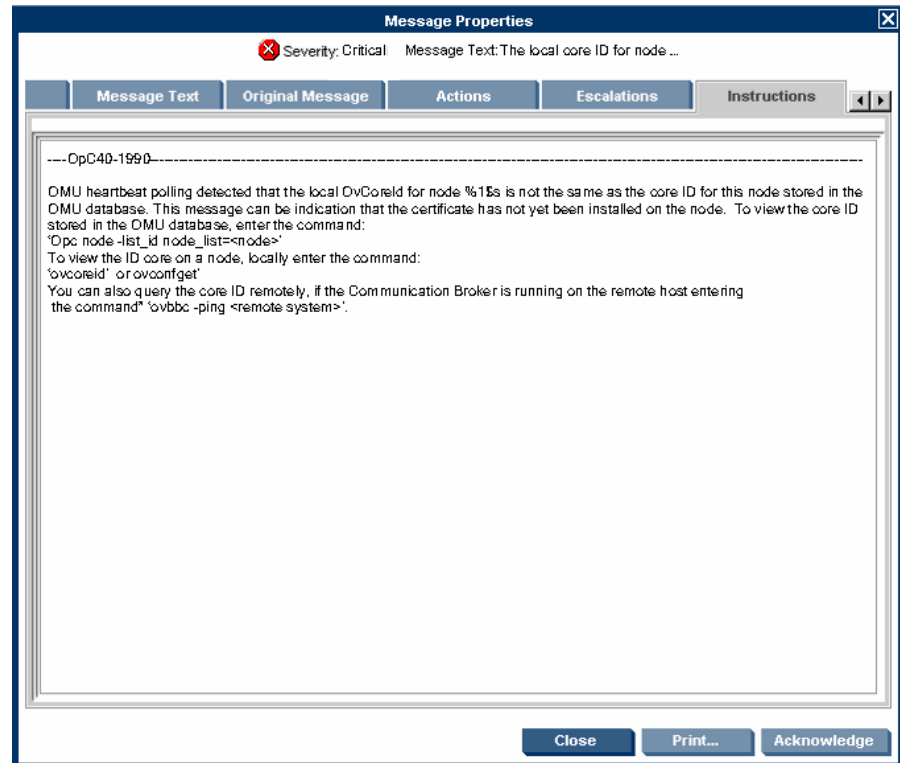 Message Properties
Severity: Critical Message Text: The local core ID for node ...
Message Text Original Message Actions Escalations Instructions
----OpC40-1990----------------------------------------------------------------
OMU heartbeat polling detected that the local OvCoreId for node %1$s is not the same as the core ID for this node stored in the
OMU database. This message can be indication that the certificate has not yet been installed on the node. To view the core ID
stored in the OMU database, enter the command:
'Opc node -list_id node_list=<node>'
To view the ID core on a node, locally enter the command:
'ovcoreid' or ovconfget'
You can also query the core ID remotely, if the Communication Broker is running on the remote host entering
the command" 'ovbbc -ping <remote system>'.
Close Print... Acknowledge